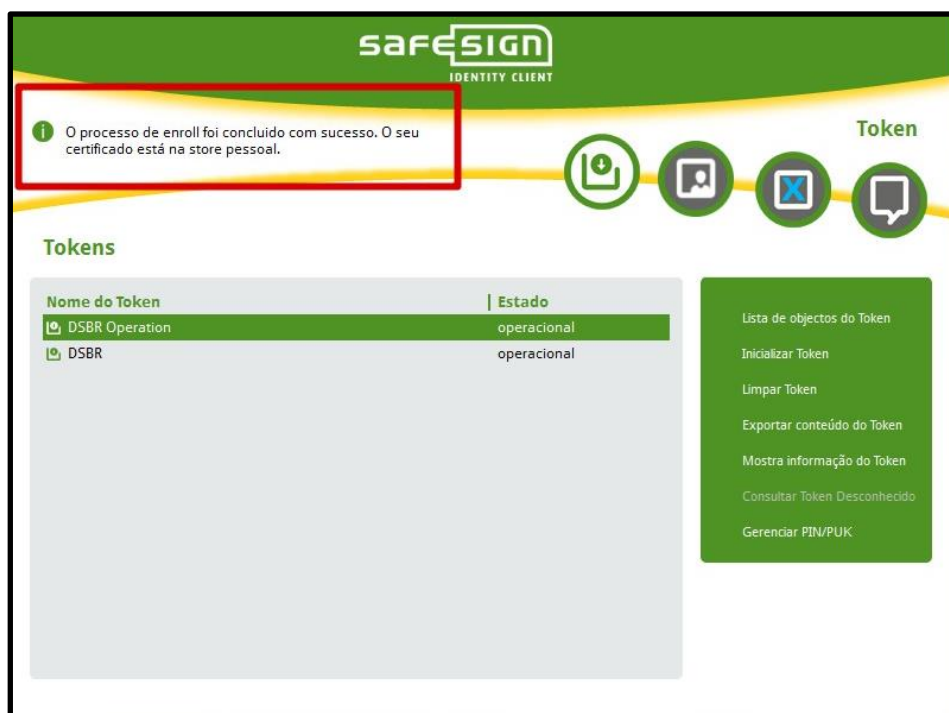 safesign
IDENTITY CLIENT
O processo de enroll foi concluido com sucesso. O seu
certificado está na store pessoal.
Token
Tokens
Nome do Token | Estado
DSBR Operation operacional
DSBR operacional
Lista de objectos do Token
Inicializar Token
Limpar Token
Exportar conteúdo do Token
Mostra informação do Token
Consultar Token Desconhecido
Gerenciar PIN/PUK